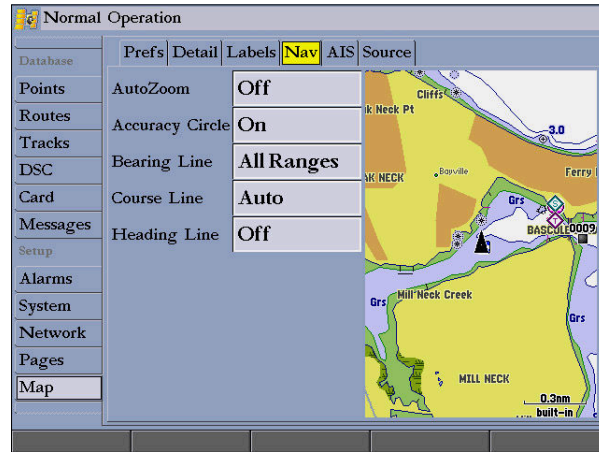 Normal Operation
Database
Points
Routes
Tracks
DSC
Card
Messages
Setup
Alarms
System
Network
Pages
Map
Prefs Detail Labels Nav AIS Source
AutoZoom Off
Accuracy Circle On
Bearing Line All Ranges
Course Line Auto
Heading Line Off
Cliffs
k Neck Pt
3.0
AK NECK
Bayville
Ferry
Grs
S
T
BASCULE
0009
Grs
Mill Neck Creek
Grs
MILL NECK
0.3nm
built-in